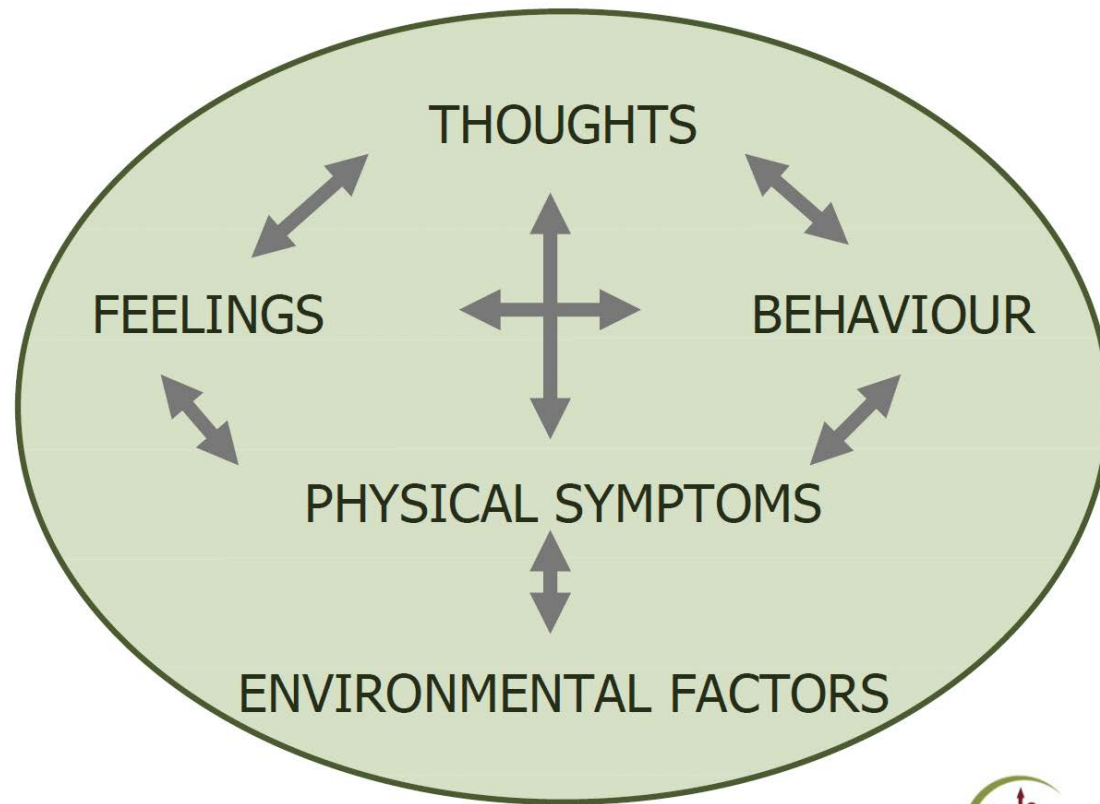 THOUGHTS
FEELINGS
BEHAVIOUR
PHYSICAL SYMPTOMS
ENVIRONMENTAL FACTORS